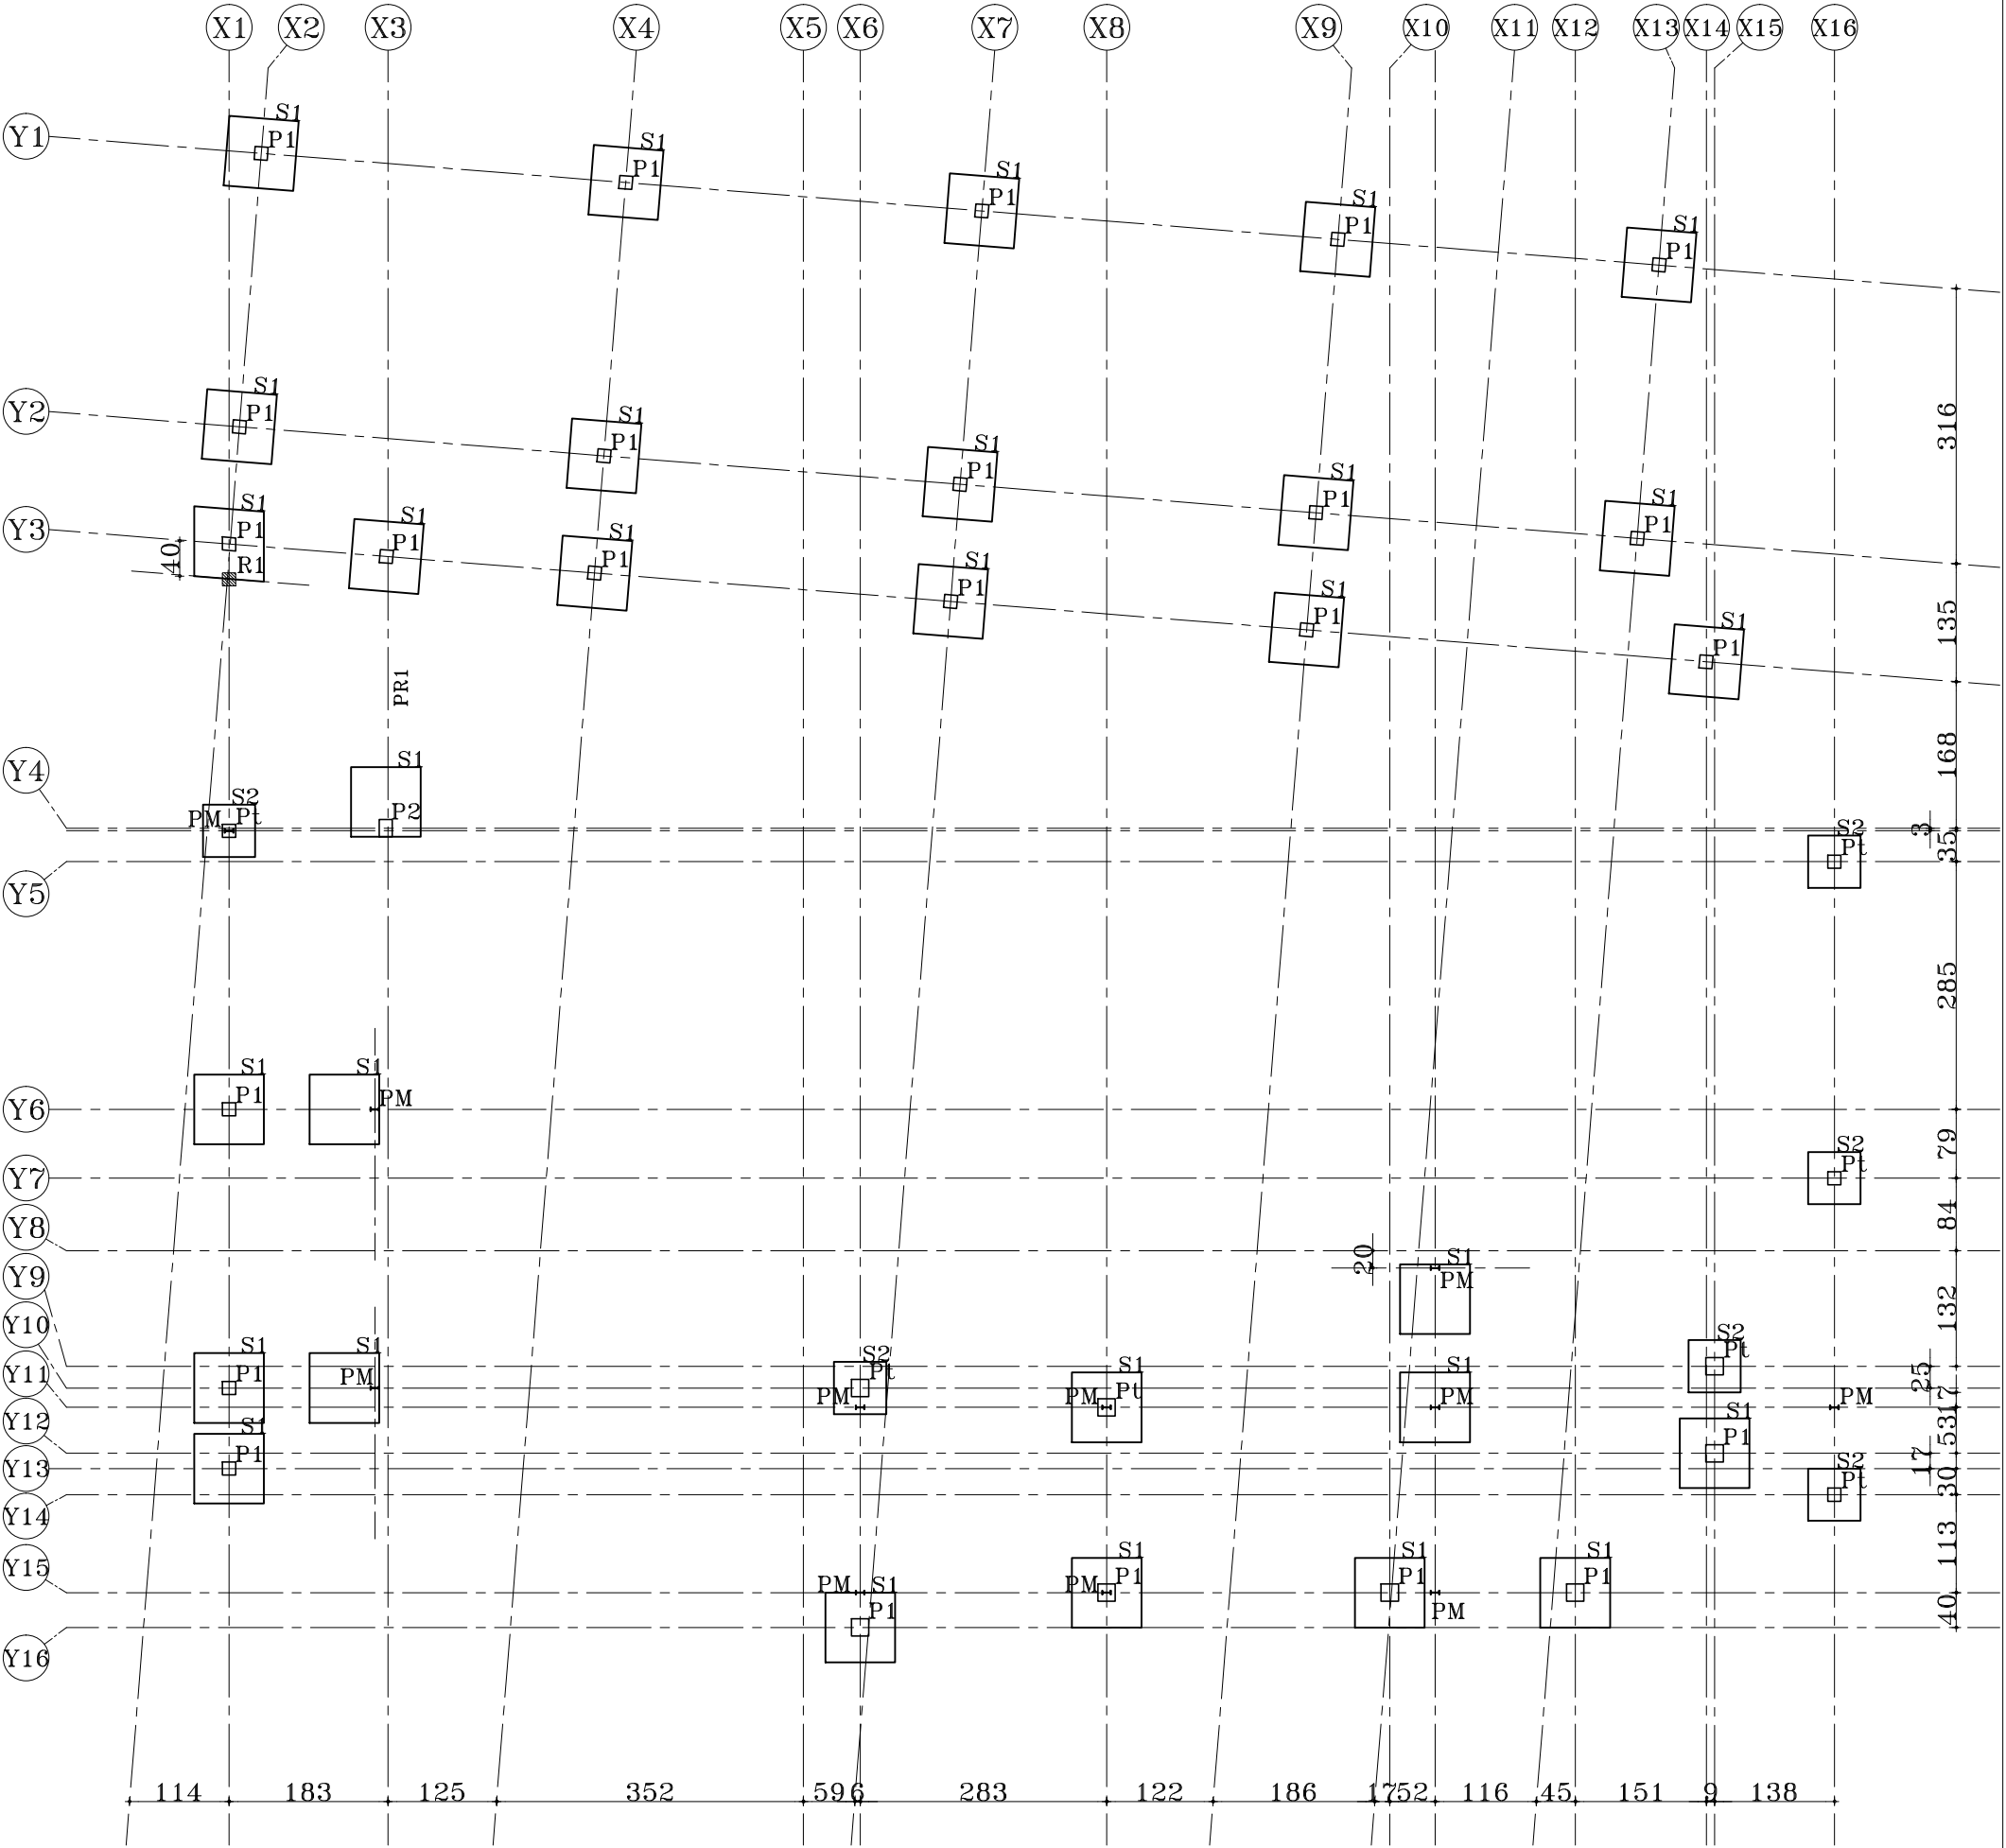 X1 X2 X3 X4 X5 X6 X7 X8 X9 X10 X11 X12 X13 X14 X15 X16
S1
Y1
P1
S1
P1
S1
P1
S1
P1
S1
P1
S1
Y2
P1
S1
P1
S1
P1
S1
P1
S1
P1
316
S1
Y3
P1
40
R1
S1
P1
S1
P1
S1
P1
S1
P1
S1
P1
135
PR1
Y4
S1
P2
168
S2
PM
Pt
3
S2
Pt
35
Y5
285
S1
P1
S1
PM
Y6
79
S2
Pt
Y7
84
Y8
20
S1
PM
Y9
132
Y10
S1
P1
S1
PM
S2
Pt
PM
S1
Pt
PM
S1
PM
S2
Pt
25
17
PM
Y11
Y12
S1
P1
S1
P1
53
17
Y13
S2
Pt
30
Y14
113
Y15
PM
S1
P1
S1
P1
PM
S1
P1
PM
S1
P1
40
Y16
114 183 125 352 59 6 283 122 186 17 52 116 45 151 9 138